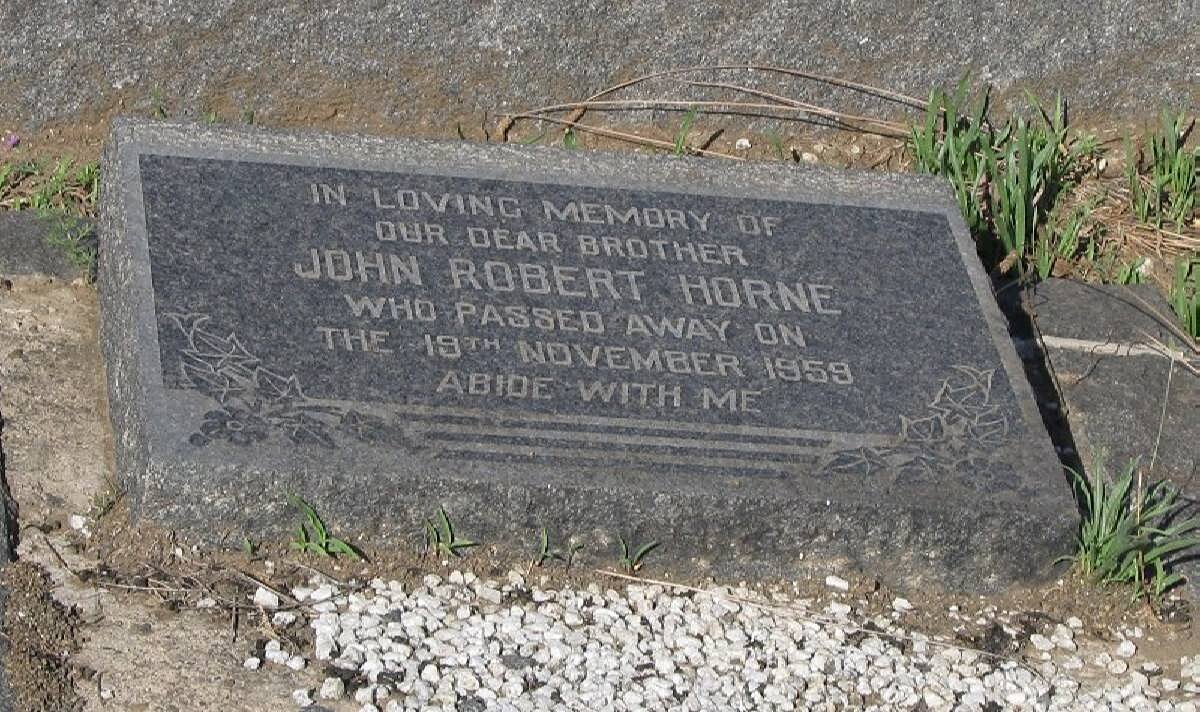 IN LOVING MEMORY OF
OUR DEAR BROTHER
JOHN ROBERT HORNE
WHO PASSED AWAY ON
THE 19TH NOVEMBER 1959
ABIDE WITH ME